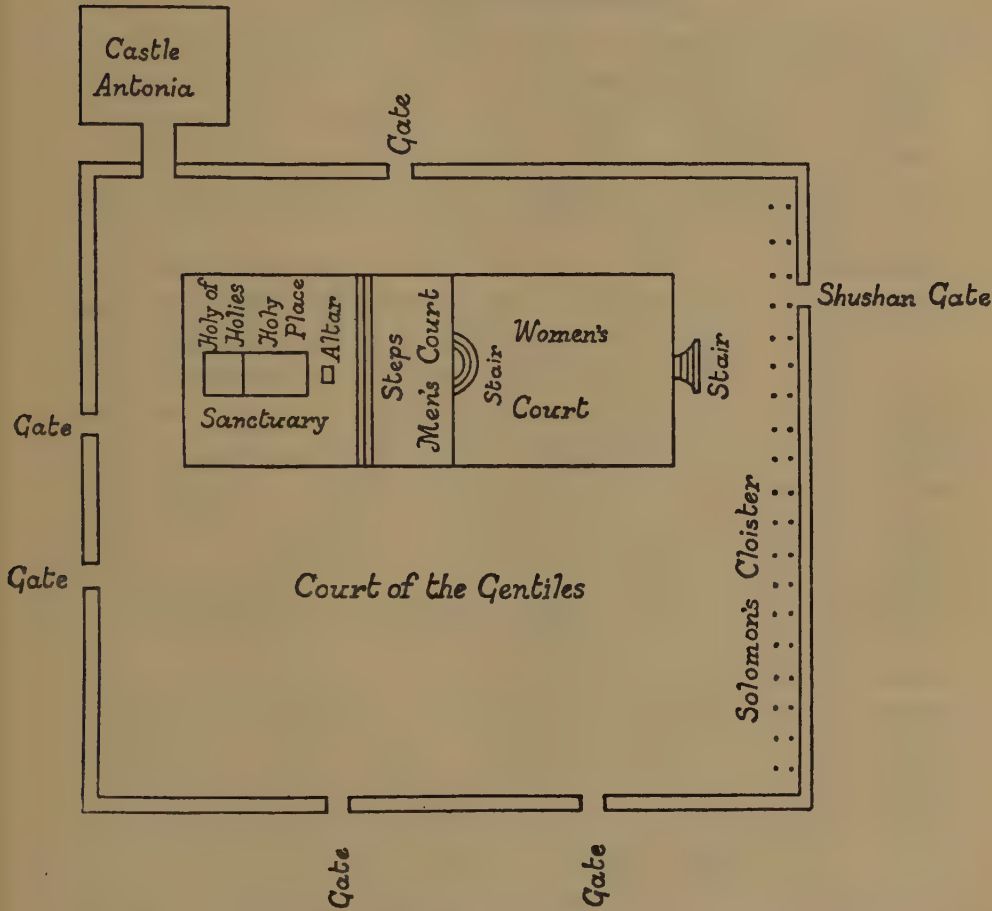 Castle
Antonia
Gate
Shushan Gate
Holy of
Holies
Holy
Place
Altar
Sanctuary
Steps
Men's Court
Stair
Women's
Court
Stair
Gate
Gate
Court of the Gentiles
Solomon's Cloister
Gate
Gate